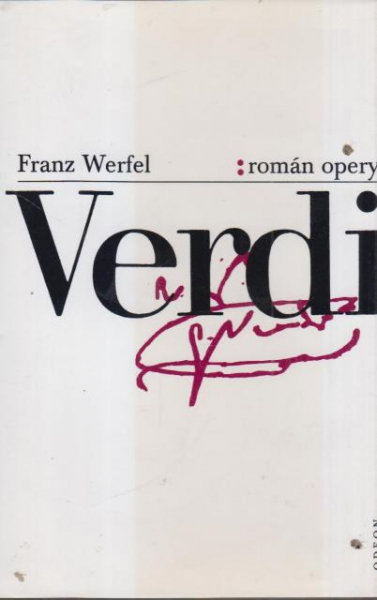 Franz Werfel :román opery
Verdi
ODEON